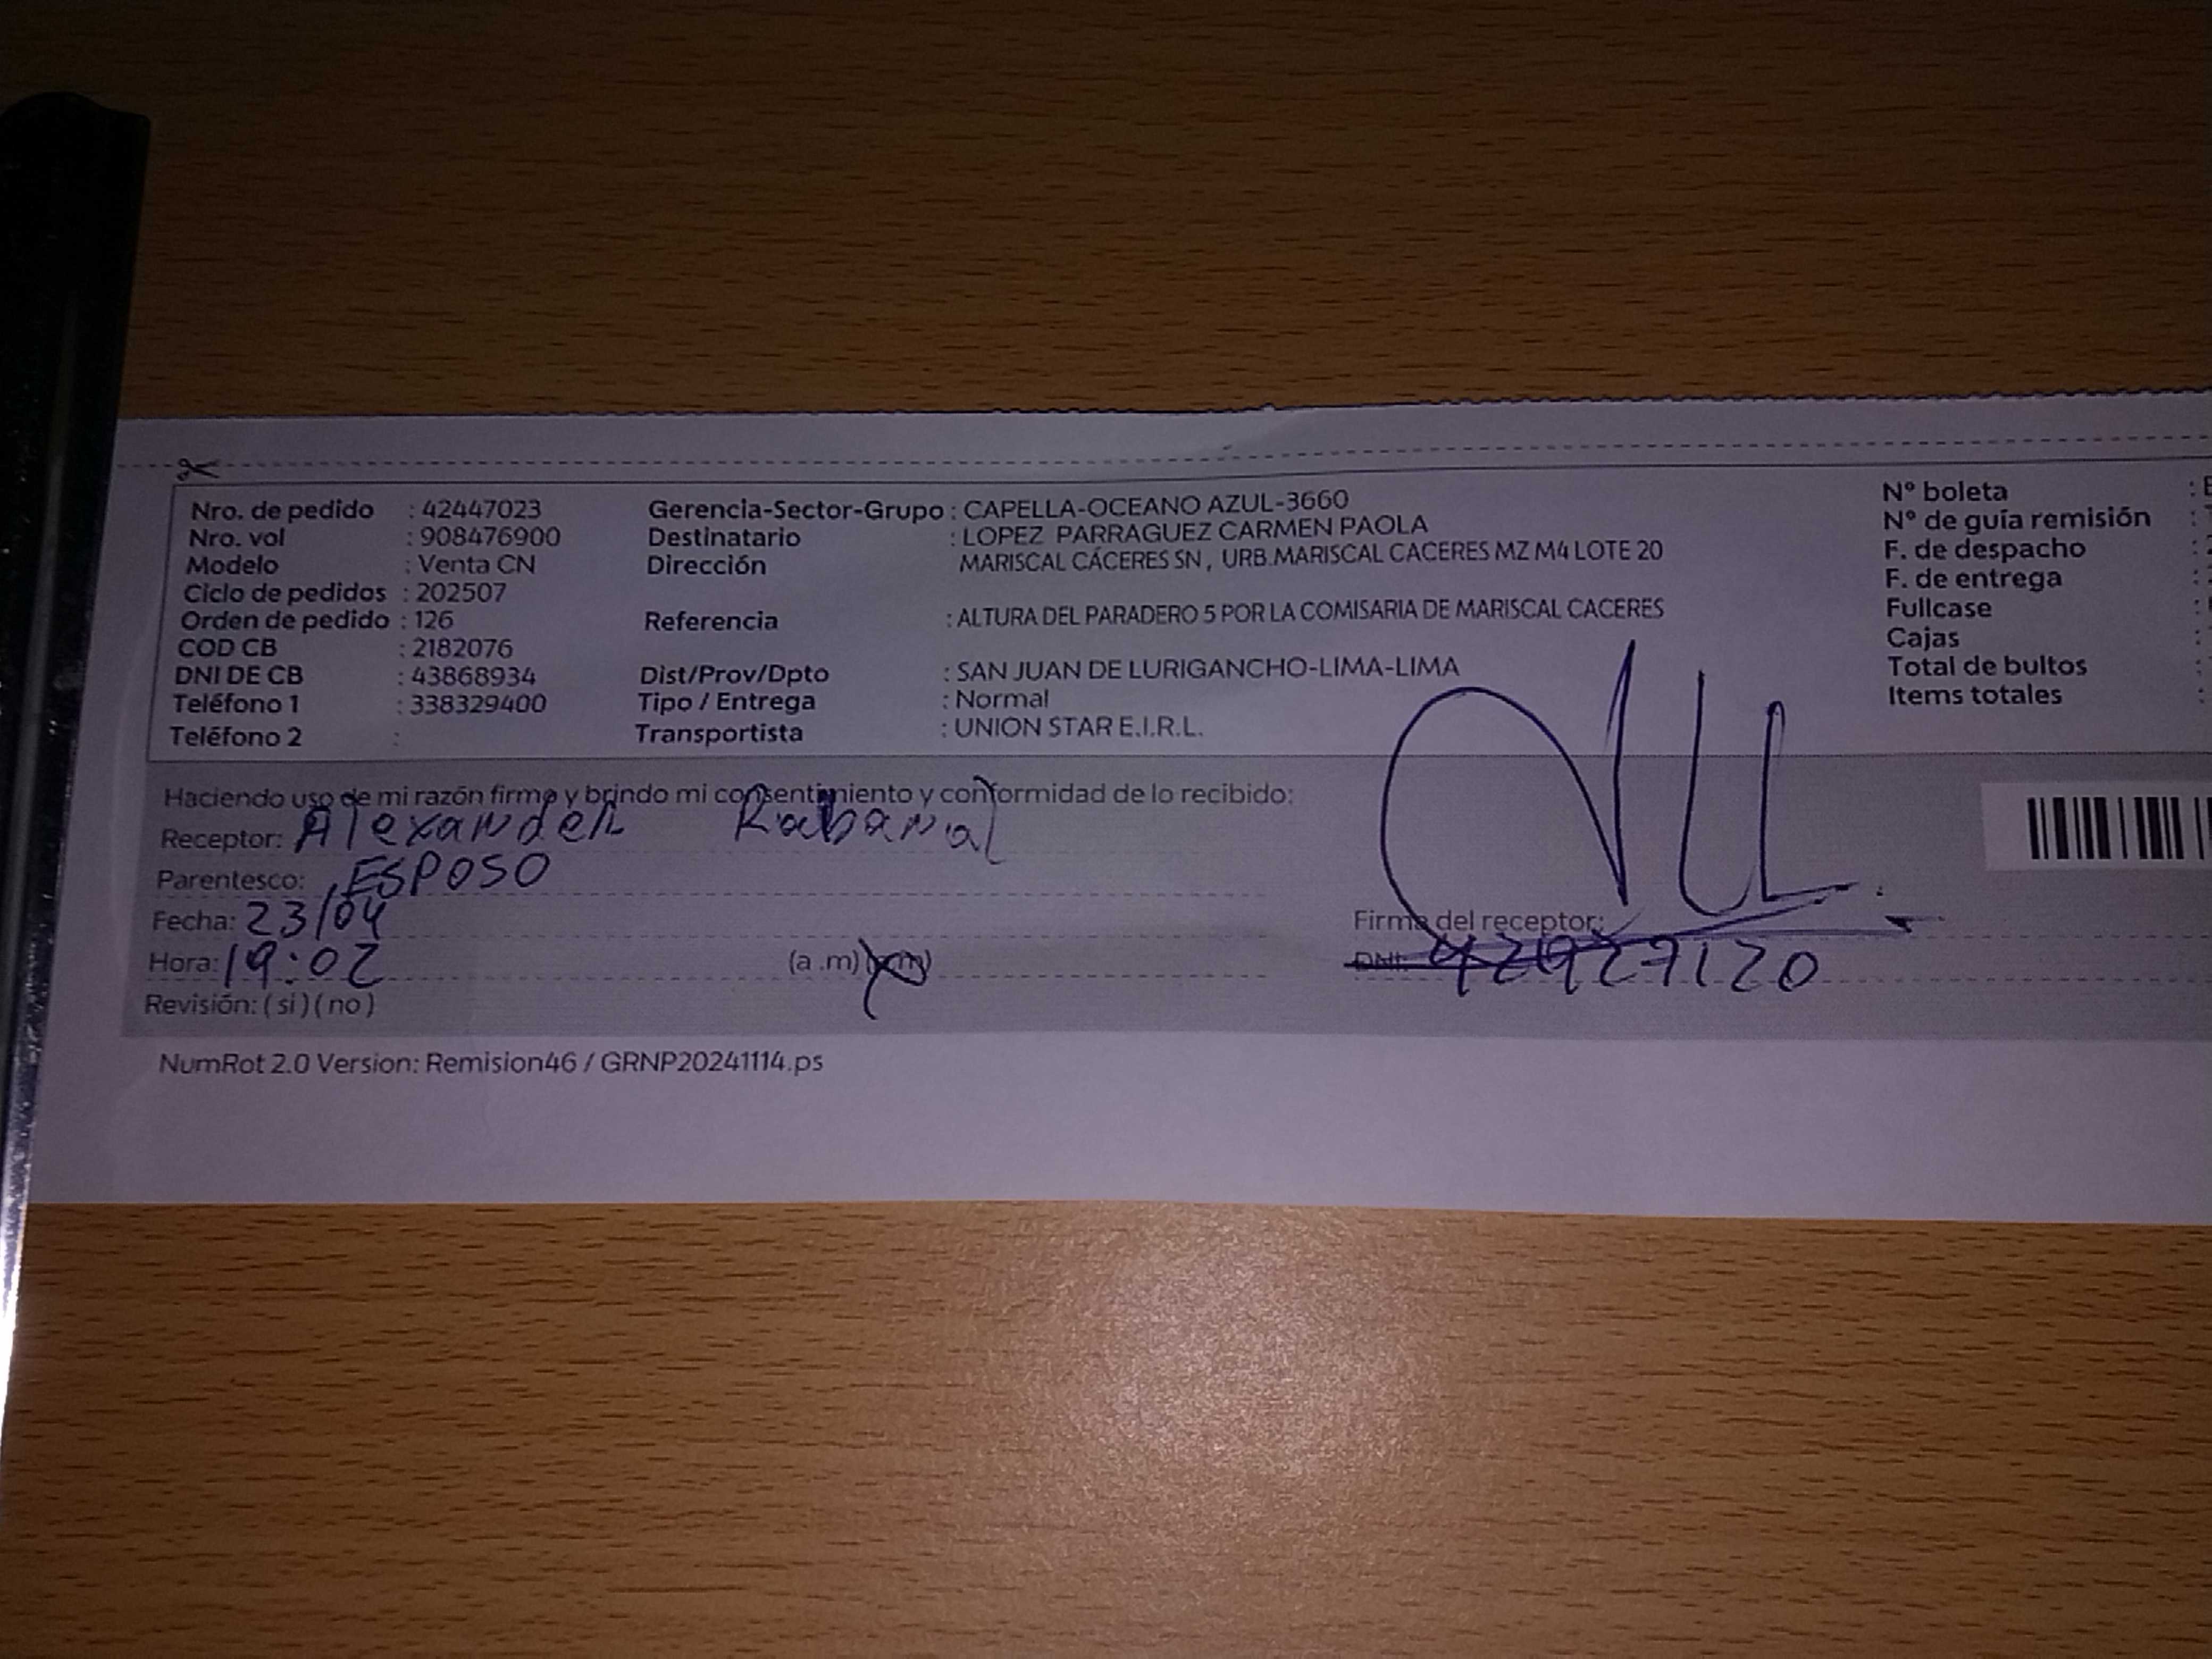 Nro. de pedido : 42447023 Gerencia-Sector-Grupo : CAPELLA-OCEANO AZUL-3660 Nº boleta :
Nro. vol : 908476900 Destinatario : LOPEZ PARRAGUEZ CARMEN PAOLA Nº de guía remisión :
Modelo : Venta CN Dirección MARISCAL CÁCERES SN , URB.MARISCAL CACERES MZ M4 LOTE 20 F. de despacho :
Ciclo de pedidos : 202507 F. de entrega :
Orden de pedido : 126 Referencia : ALTURA DEL PARADERO 5 POR LA COMISARIA DE MARISCAL CACERES Fullcase :
COD CB : 2182076 Cajas :
DNI DE CB : 43868934 Dist/Prov/Dpto : SAN JUAN DE LURIGANCHO-LIMA-LIMA Total de bultos :
Teléfono 1 : 338329400 Tipo / Entrega : Normal Items totales :
Teléfono 2 : Transportista : UNION STAR E.I.R.L.
Haciendo uso de mi razón firmo y brindo mi consentimiento y conformidad de lo recibido:
Receptor: Alexander Rabanal
Parentesco: ESPOSO
Fecha: 23/04 Firma del receptor:
Hora: 19:02 (a .m) (p.m) DNI:
Revisión: ( si ) ( no )
NumRot 2.0 Version: Remision46 / GRNP20241114.ps